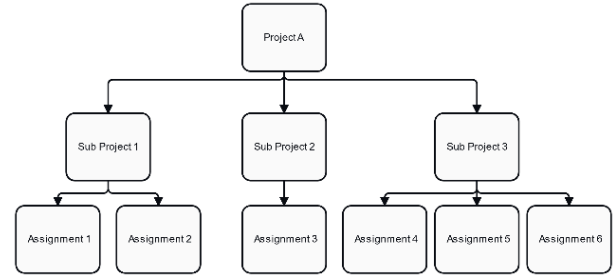 Project A
Sub Project 1
Sub Project 2
Sub Project 3
Assignment 1
Assignment 2
Assignment 3
Assignment 4
Assignment 5
Assignment 6